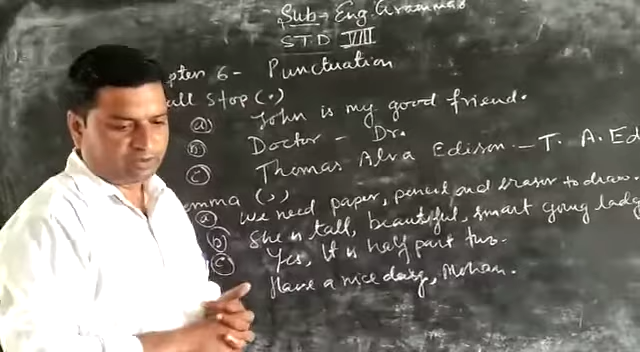 Sub- Eng. Grammar
STD VIII
pter 6- Punctuation
ull Stop (.)
(a) John is my good friend.
(b) Doctor - Dr.
(c) Thomas Alva Edison - T. A. Ed
omma (,)
(a) We need paper, pencil and eraser to draw.
(b) She is tall, beautiful, smart young lady
Yes, It is half past two.
(c) Have a nice day, Mohan.